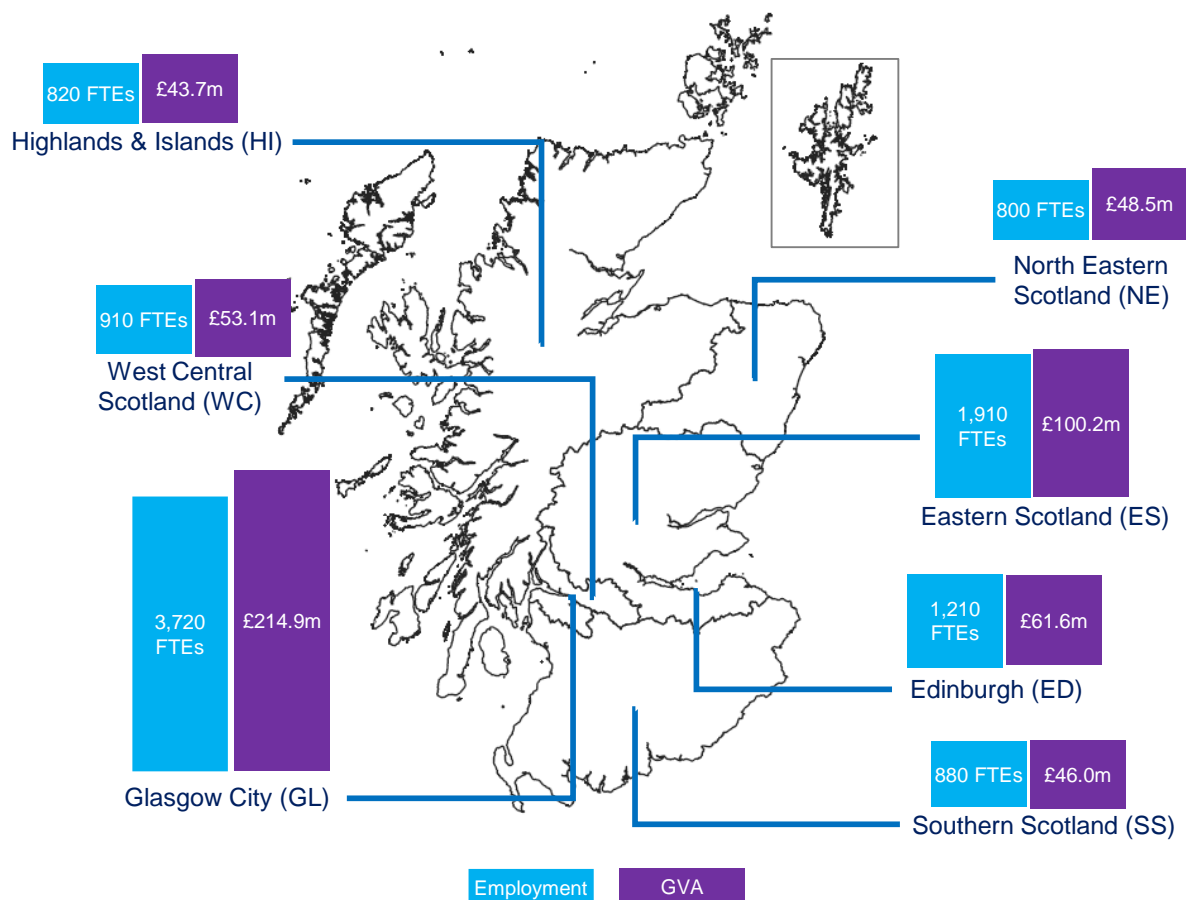 820 FTEs
£43.7m
Highlands & Islands (HI)
800 FTEs
£48.5m
North Eastern
Scotland (NE)
910 FTEs
£53.1m
West Central
Scotland (WC)
1,910
FTEs
£100.2m
Eastern Scotland (ES)
3,720
FTEs
£214.9m
Glasgow City (GL)
1,210
FTEs
£61.6m
Edinburgh (ED)
880 FTEs
£46.0m
Southern Scotland (SS)
Employment
GVA